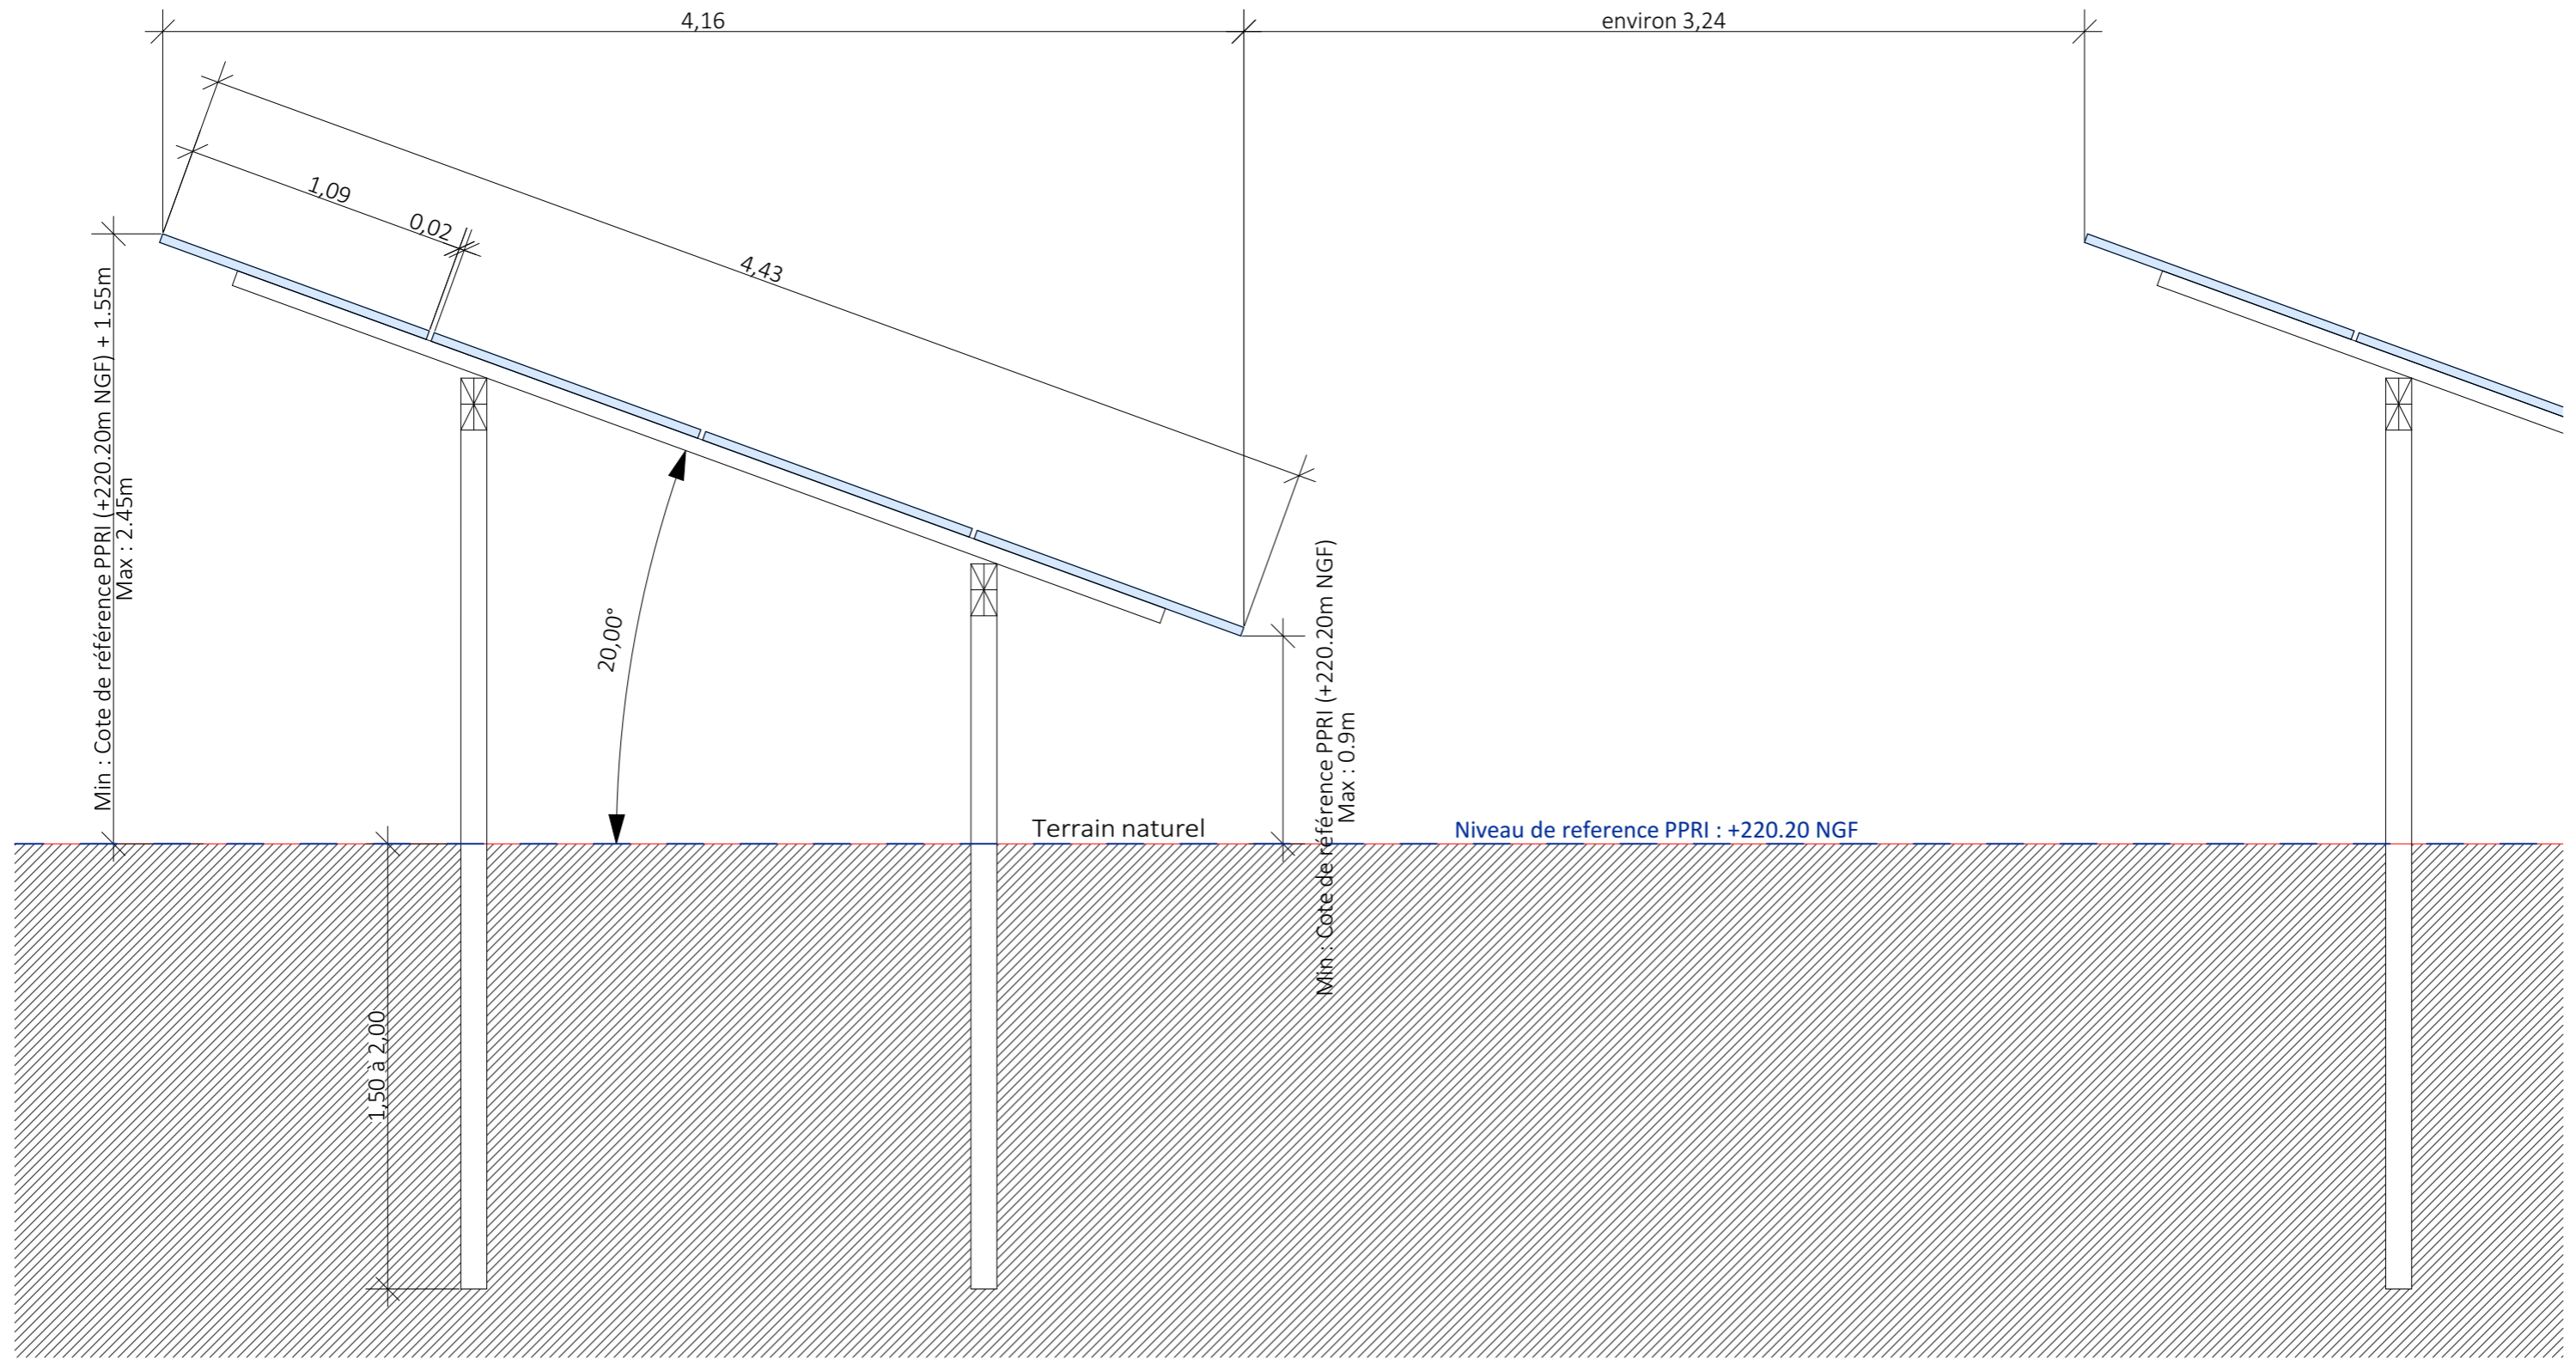 4,16
environ 3,24
1,09
0,02
4,43
Min : Cote de référence PPRI (+220.20m NGF) + 1.55m
Max : 2.45m
20,00°
Min : Cote de référence PPRI (+220.20m NGF)
Max : 0.9m
Terrain naturel
Niveau de reference PPRI : +220.20 NGF
1,50 à 2,00